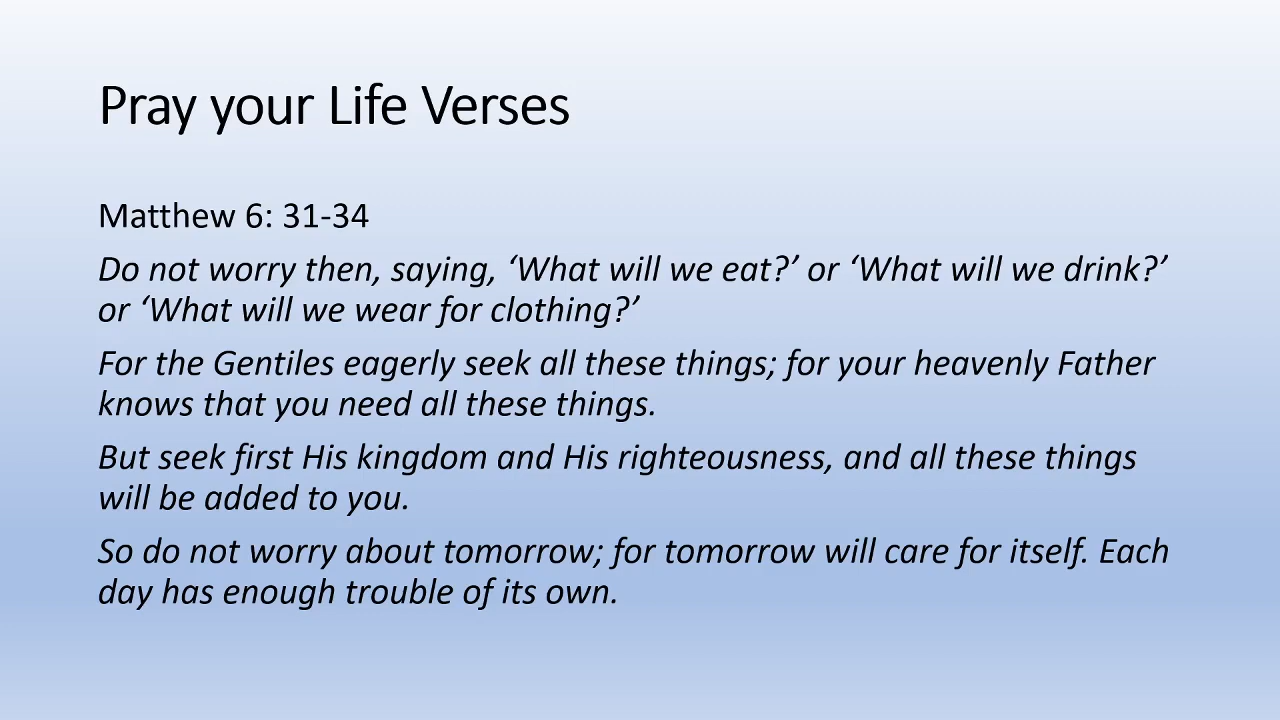 Pray your Life Verses
Matthew 6: 31-34
Do not worry then, saying, ‘What will we eat?’ or ‘What will we drink?’
or ‘What will we wear for clothing?’
For the Gentiles eagerly seek all these things; for your heavenly Father
knows that you need all these things.
But seek first His kingdom and His righteousness, and all these things
will be added to you.
So do not worry about tomorrow; for tomorrow will care for itself. Each
day has enough trouble of its own.